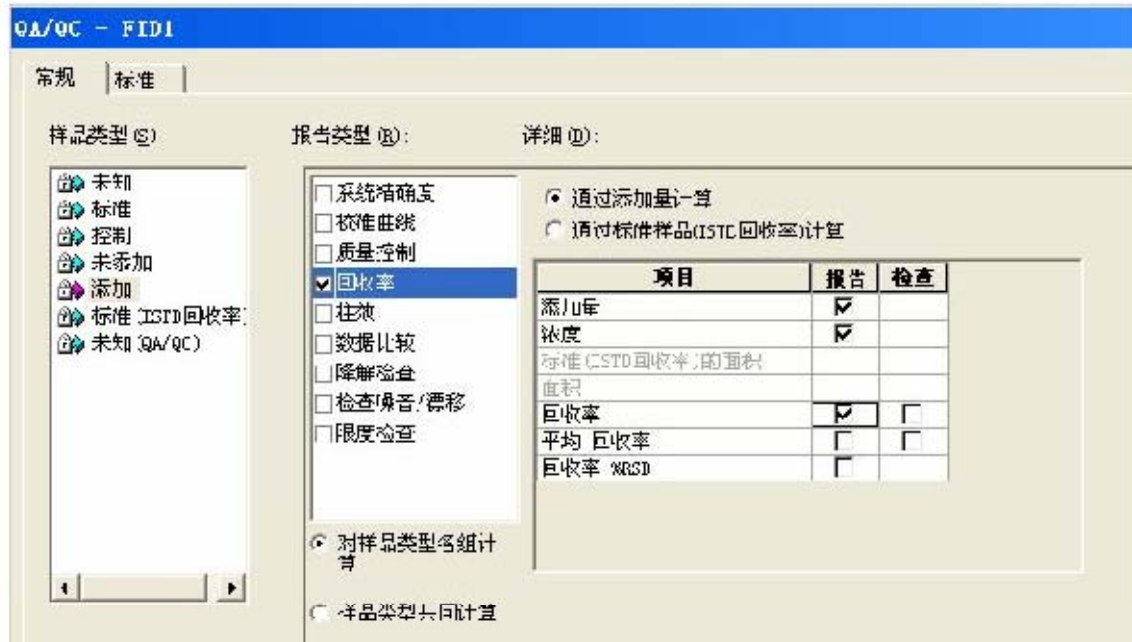 QA/QC - FID1
常规
标准
样品类型(S)
报告类型(R):
详细(D):
未知
标准
控制
未添加
添加
标准(ISTD回收率)
未知(QA/QC)
系统精确度
校准曲线
质量控制
回收率
柱效
数据比较
降解检查
检查噪音/漂移
限度检查
对样品类型各组计
算
样品类型共同计算
通过添加量计算
通过标准样品(ISTD回收率)计算
项目 报告 检查
添加量
浓度
标准(ISTD回收率)的面积
面积
回收率
平均 回收率
回收率 %RSD